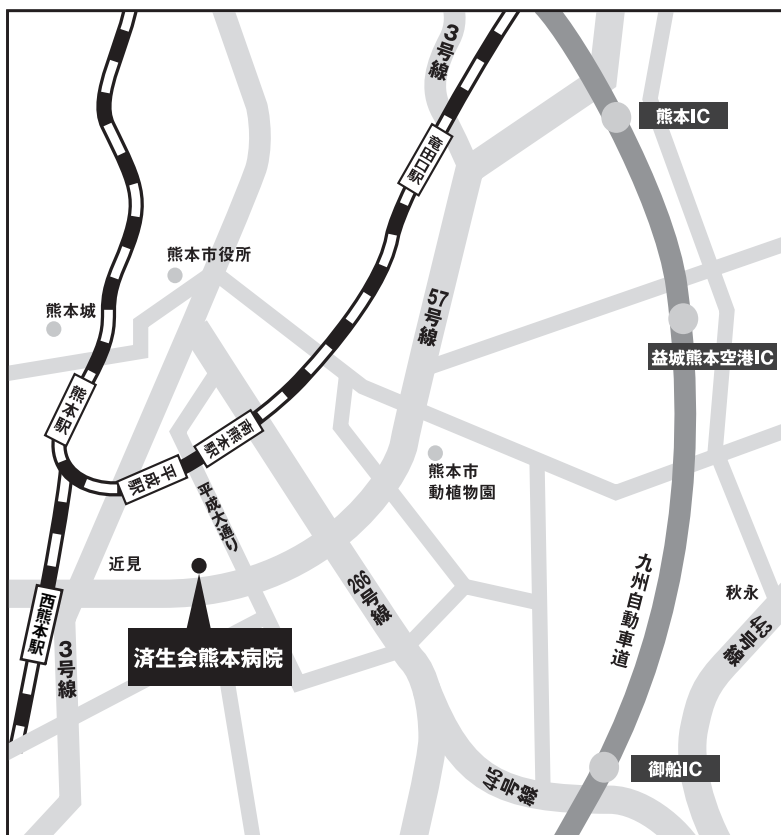 3号線
熊本IC
竜田口駅
熊本市役所
熊本城
57号線
益城熊本空港IC
熊本駅
南熊本駅
平成駅
熊本市
動植物園
平成大通り
近見
九州自動車道
266号線
西熊本駅
秋永
443号線
3号線
済生会熊本病院
445号線
御船IC